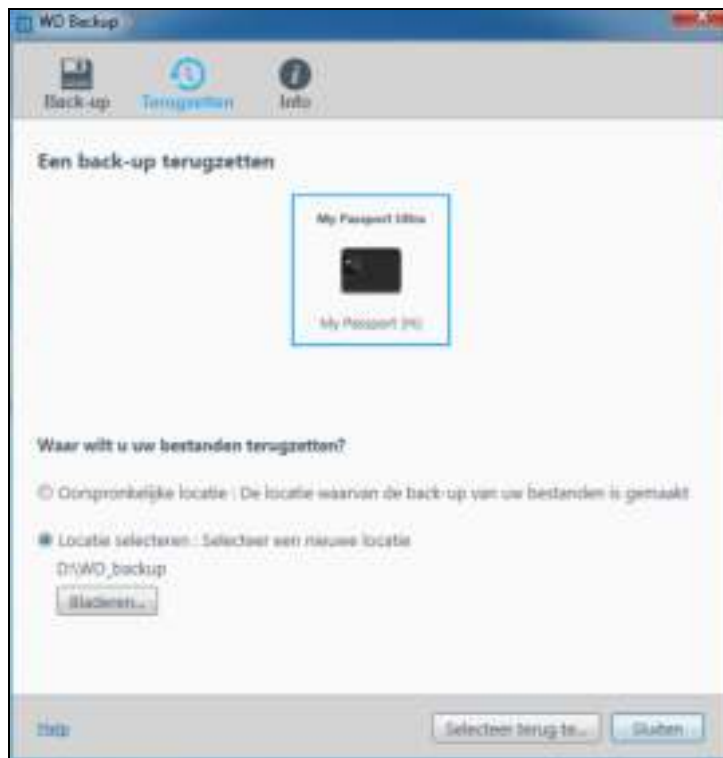 WD Backup
Back-up Terugzetten Info
Een back-up terugzetten
My Passport Ultra
My Passport (H:)
Waar wilt u uw bestanden terugzetten?
Oorspronkelijke locatie : De locatie waarvan de back-up van uw bestanden is gemaakt
Locatie selecteren : Selecteer een nieuwe locatie
D:\WD_backup
Bladeren...
Help Selecteer terug te... Sluiten